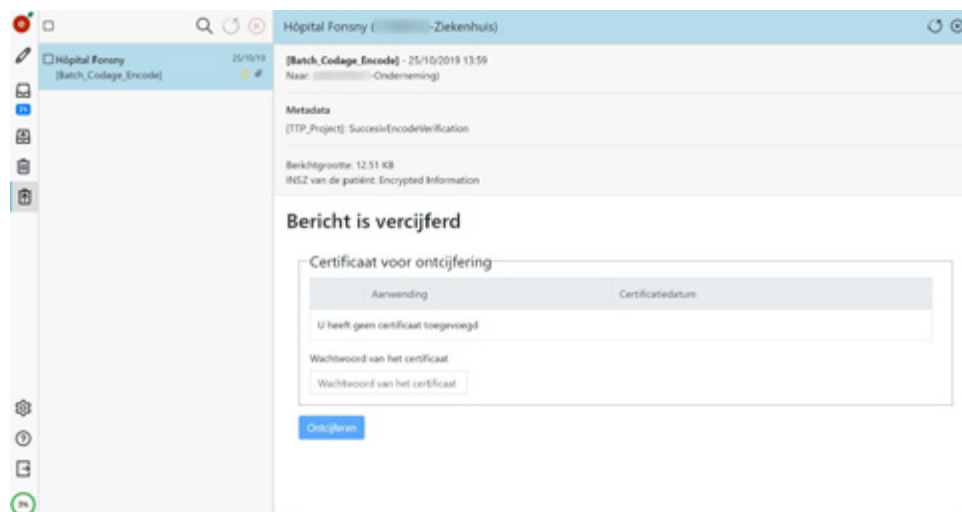 Hôpital Fonsny
25/10/19
[Batch_Codage_Encode]
Hôpital Fonsny ( -Ziekenhuis)
[Batch_Codage_Encode] - 25/10/2019 13:59
Naar: -Onderneming)
Metadata
[TTP_Project]: SuccesivEncodeVerification
Berichtgrootte: 12.51 KB
INSZ van de patiënt: Encrypted Information
Bericht is vercijferd
Certificaat voor ontcijfering
Aanwending Certificatiedatum
U heeft geen certificaat toegevoegd
Wachtwoord van het certificaat
Wachtwoord van het certificaat
Ontcijferen